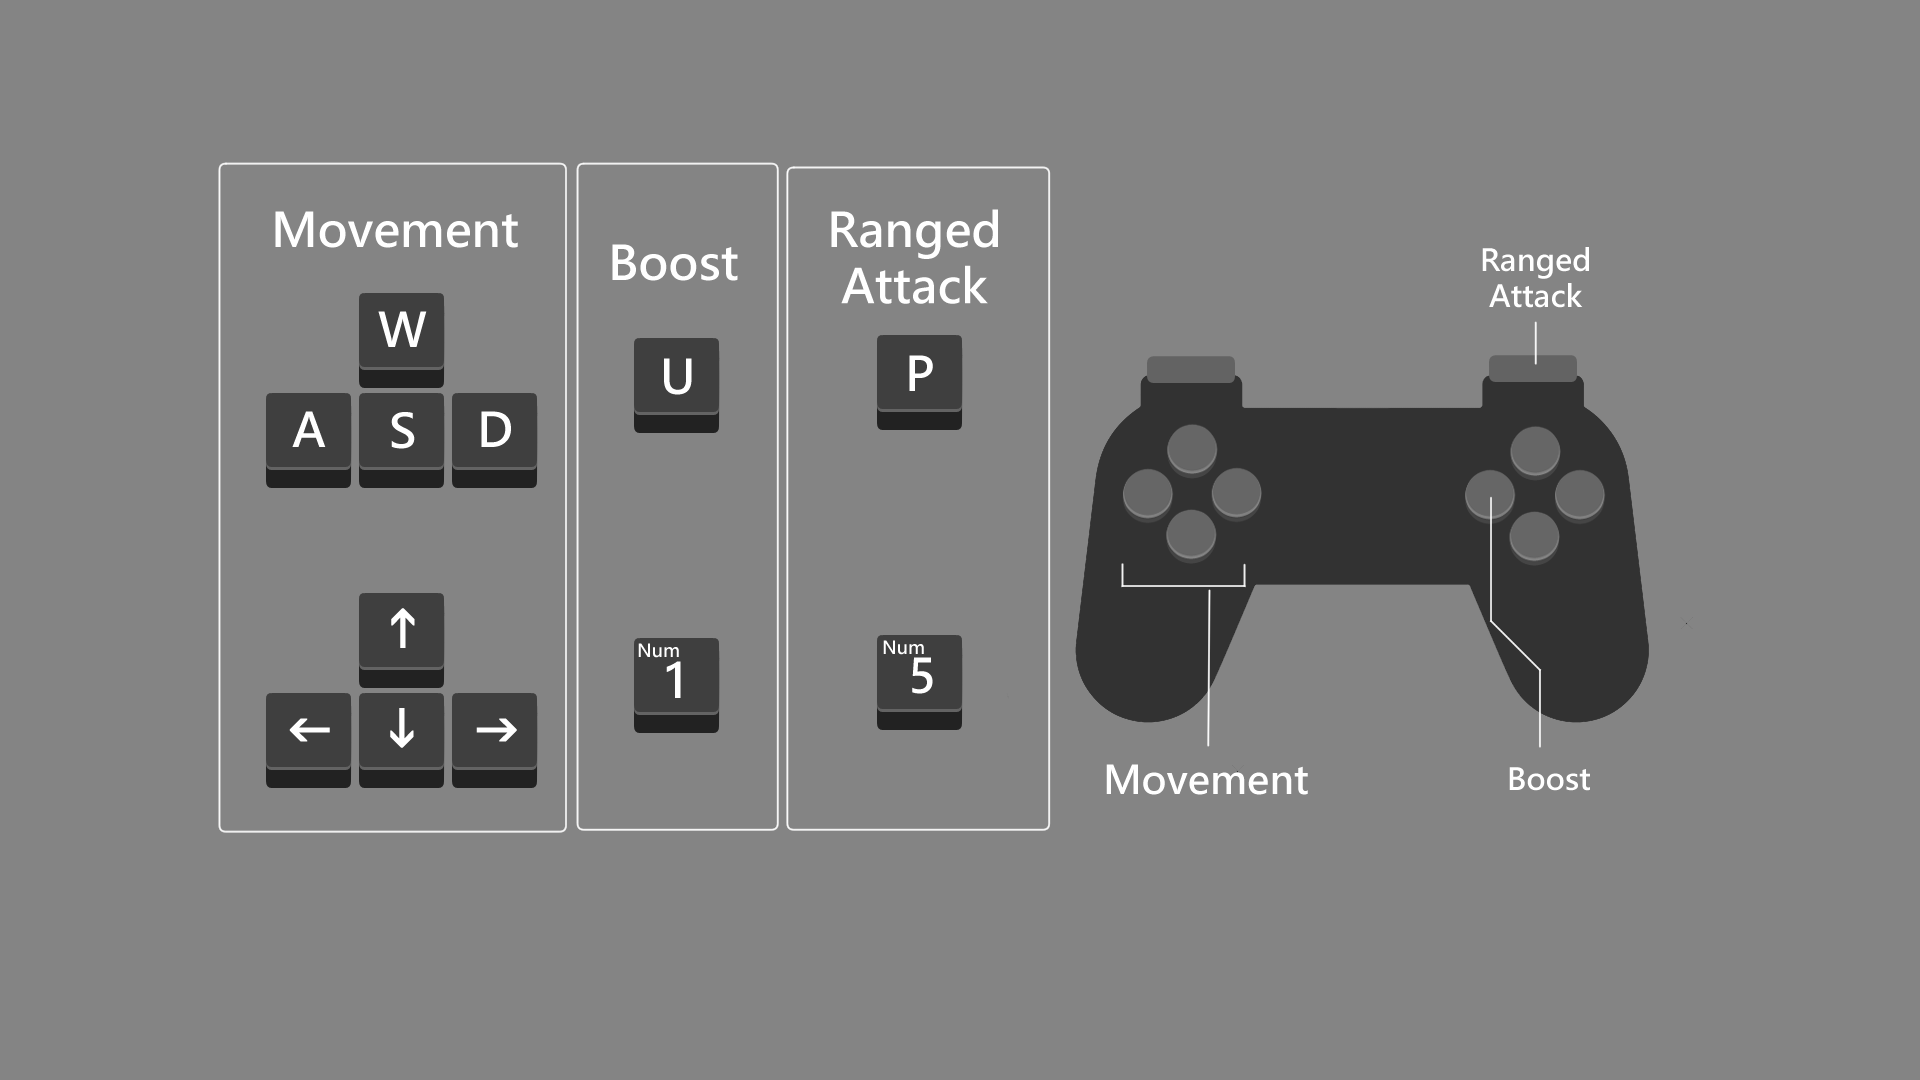 Movement
W
A S D
↑
← ↓ →
Boost
U
Num
1
Ranged
Attack
P
Num
5
Ranged
Attack
Movement
Boost